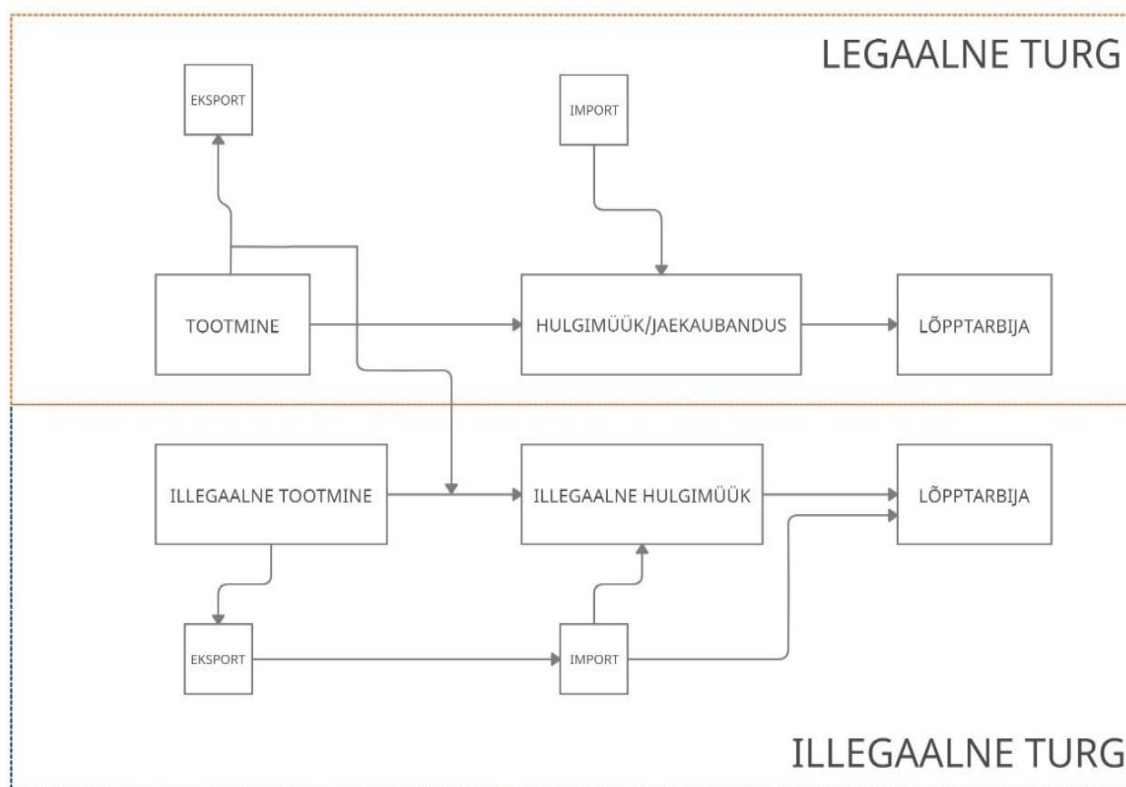 LEGAALNE TURG
EKSPORT
IMPORT
TOOTMINE
HULGIMÜÜK/JAEKAUBANDUS
LÕPPTARBIJA
ILLEGAALNE TOOTMINE
ILLEGAALNE HULGIMÜÜK
LÕPPTARBIJA
EKSPORT
IMPORT
ILLEGAALNE TURG